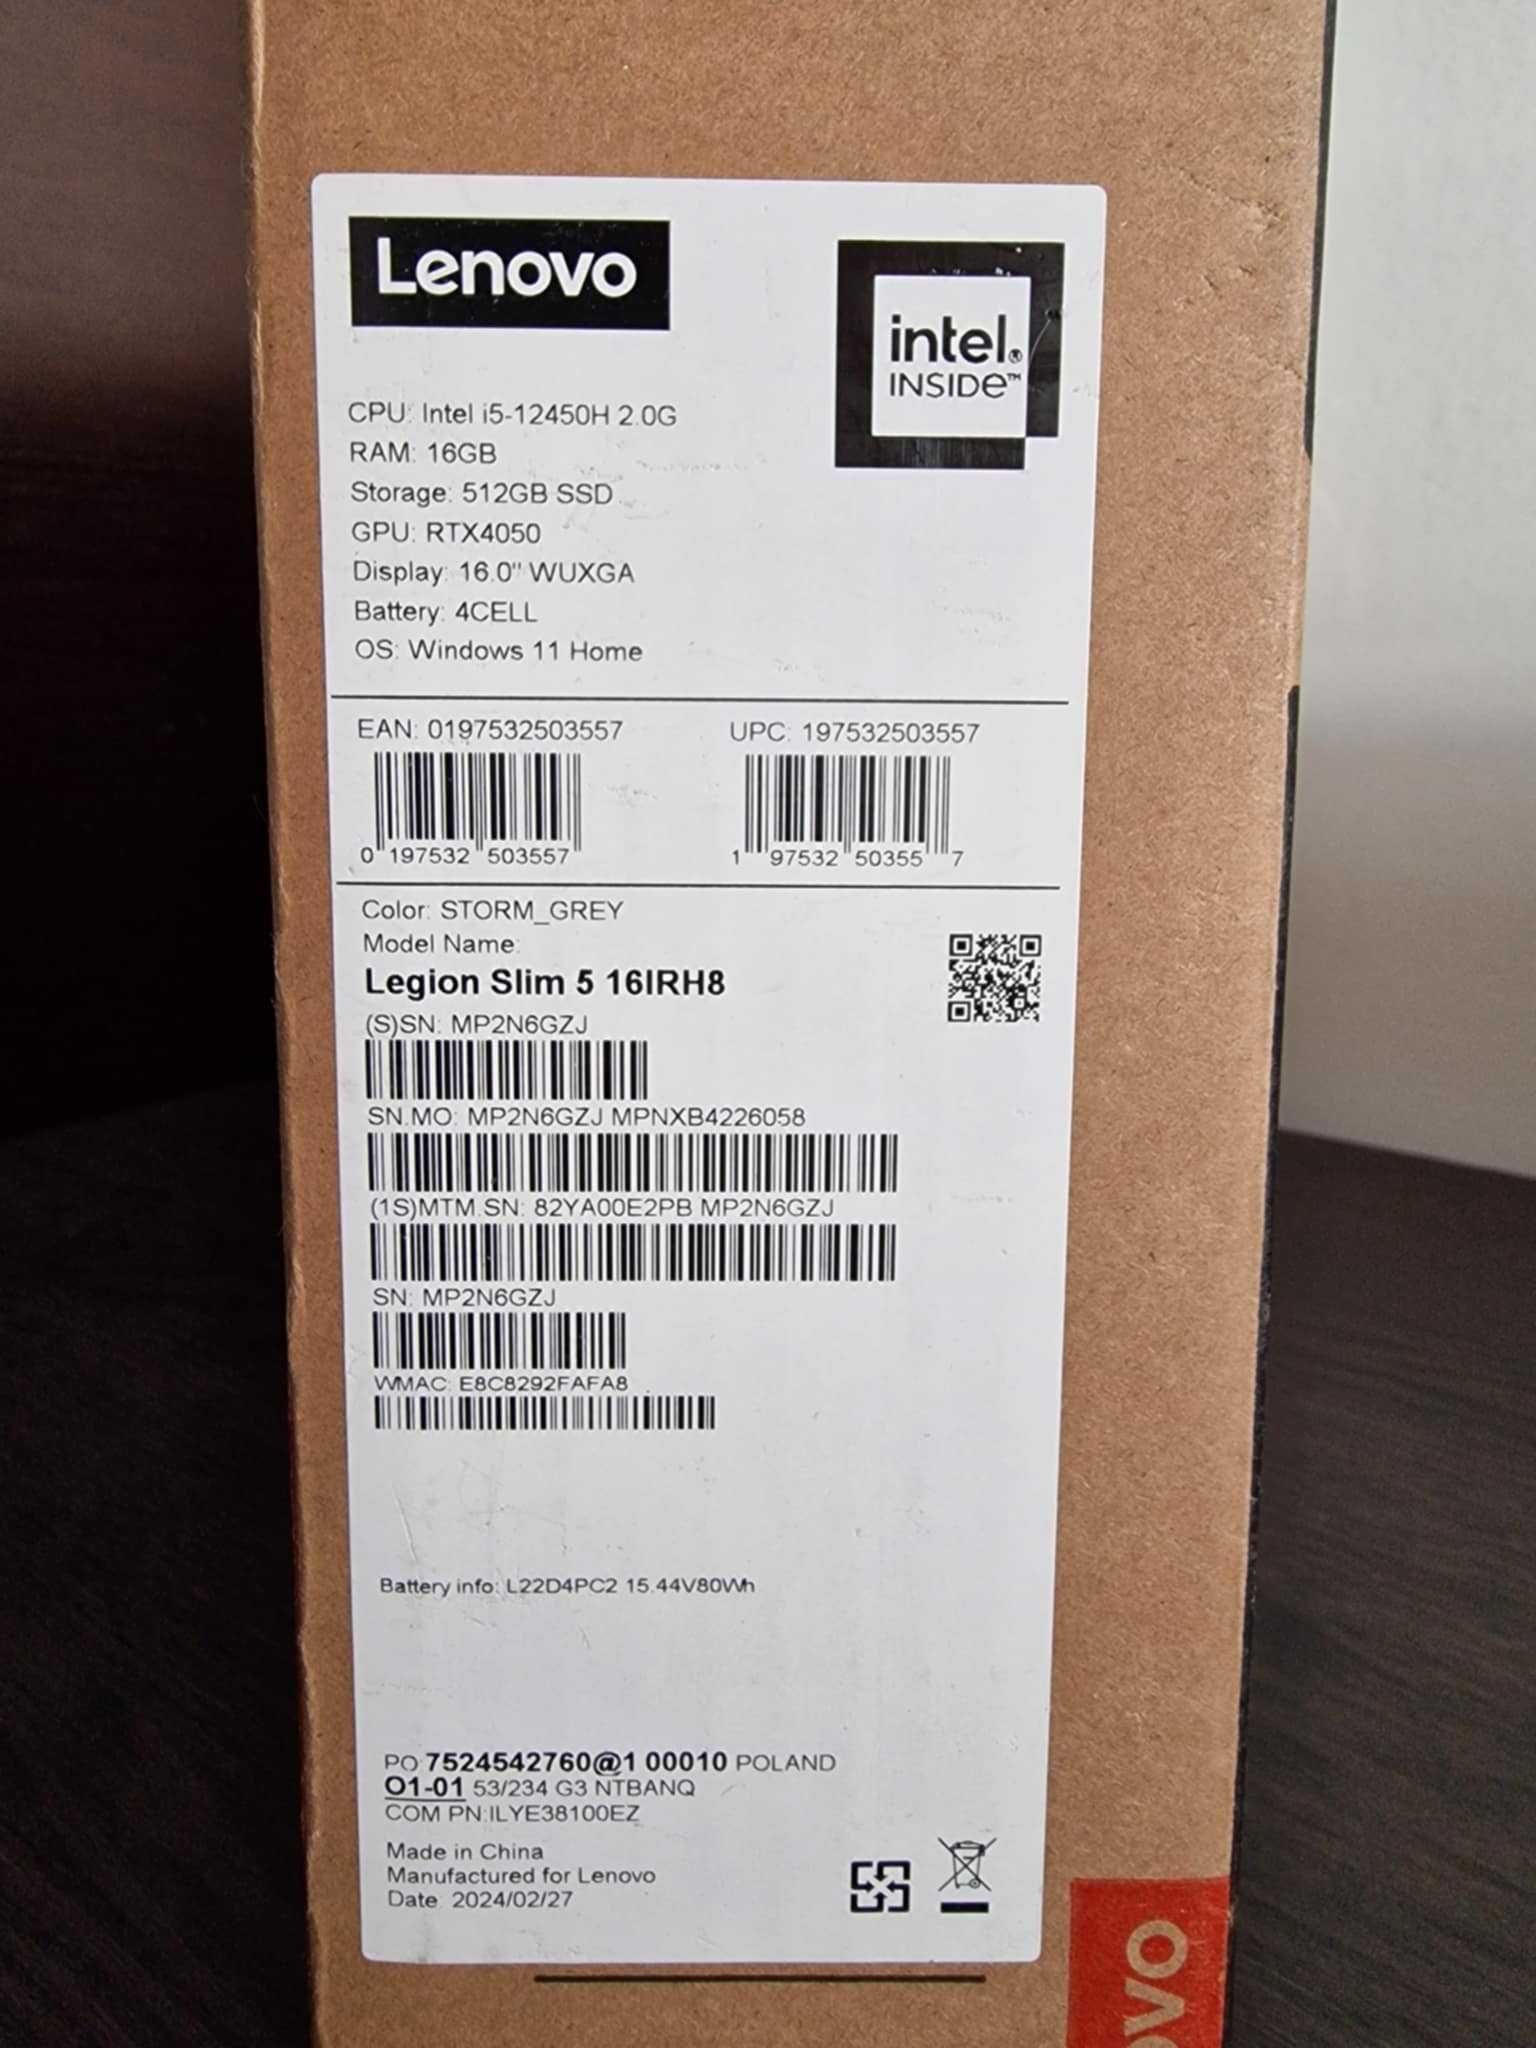 Lenovo
intel®
INSIDE™
CPU: Intel i5-12450H 2.0G
RAM: 16GB
Storage: 512GB SSD
GPU: RTX4050
Display: 16.0" WUXGA
Battery: 4CELL
OS: Windows 11 Home
EAN: 0197532503557 UPC: 197532503557
0 197532 503557 1 97532 50355 7
Color: STORM_GREY
Model Name:
Legion Slim 5 16IRH8
(S)SN: MP2N6GZJ
SN.MO: MP2N6GZJ MPNXB4226058
(1S)MTM.SN: 82YA00E2PB MP2N6GZJ
SN: MP2N6GZJ
WMAC: E8C8292FAFA8
Battery info: L22D4PC2 15.44V80Wh
PO:7524542760@1 00010 POLAND
O1-01 53/234 G3 NTBANQ
COM PN:ILYE38100EZ
Made in China
Manufactured for Lenovo
Date: 2024/02/27
ovo